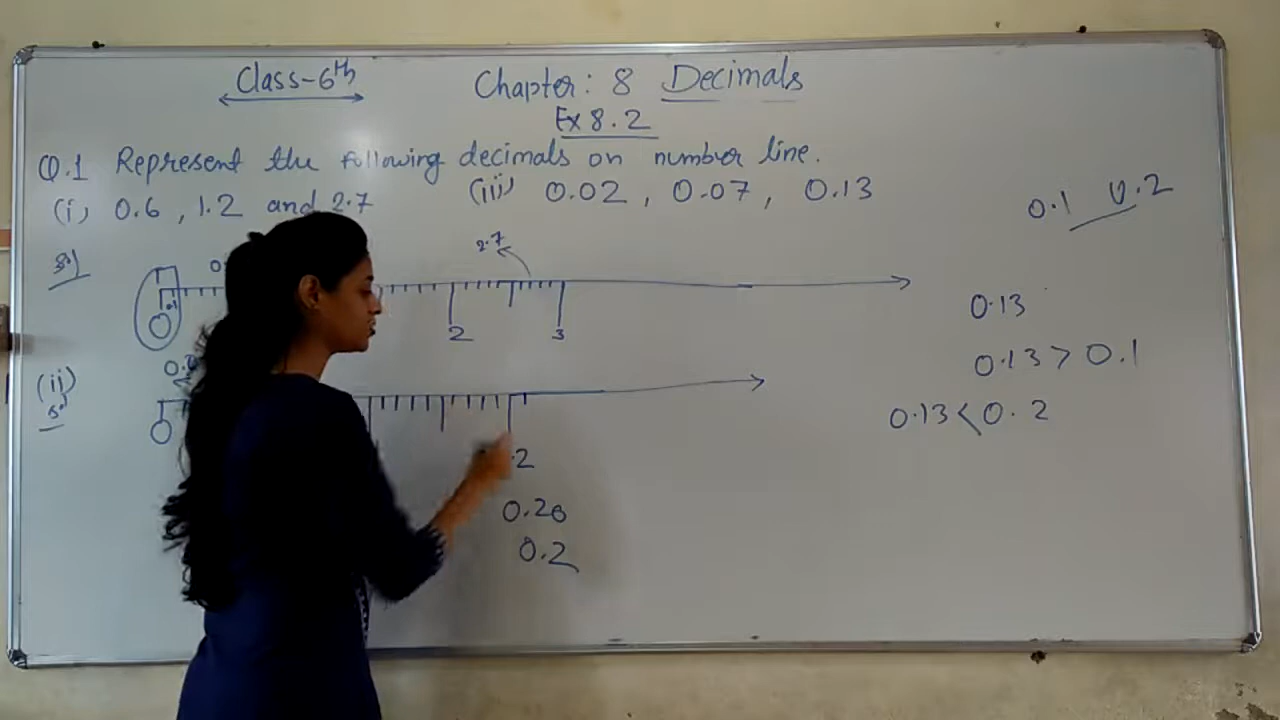 Class-6th
Chapter: 8 Decimals
Ex 8.2
Q.1 Represent the following decimals on number line.
(i) 0.6, 1.2 and 2.7
(iii) 0.02, 0.07, 0.13
0.1 0.2
2.7
2 3
0.13
0.13 > 0.1
0.13 < 0.2
(ii)
.2
0.20
0.2